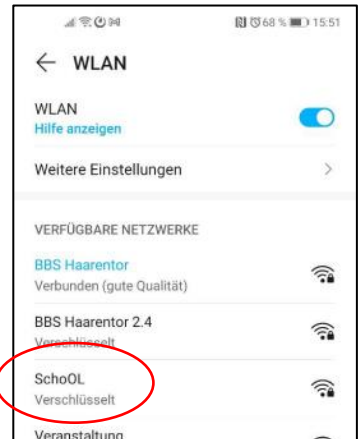 68 % 15:51
← WLAN
WLAN
Hilfe anzeigen
Weitere Einstellungen
VERFÜGBARE NETZWERKE
BBS Haarentor
Verbunden (gute Qualität)
BBS Haarentor 2.4
Verschlüsselt
SchoOL
Verschlüsselt
Veranstaltung